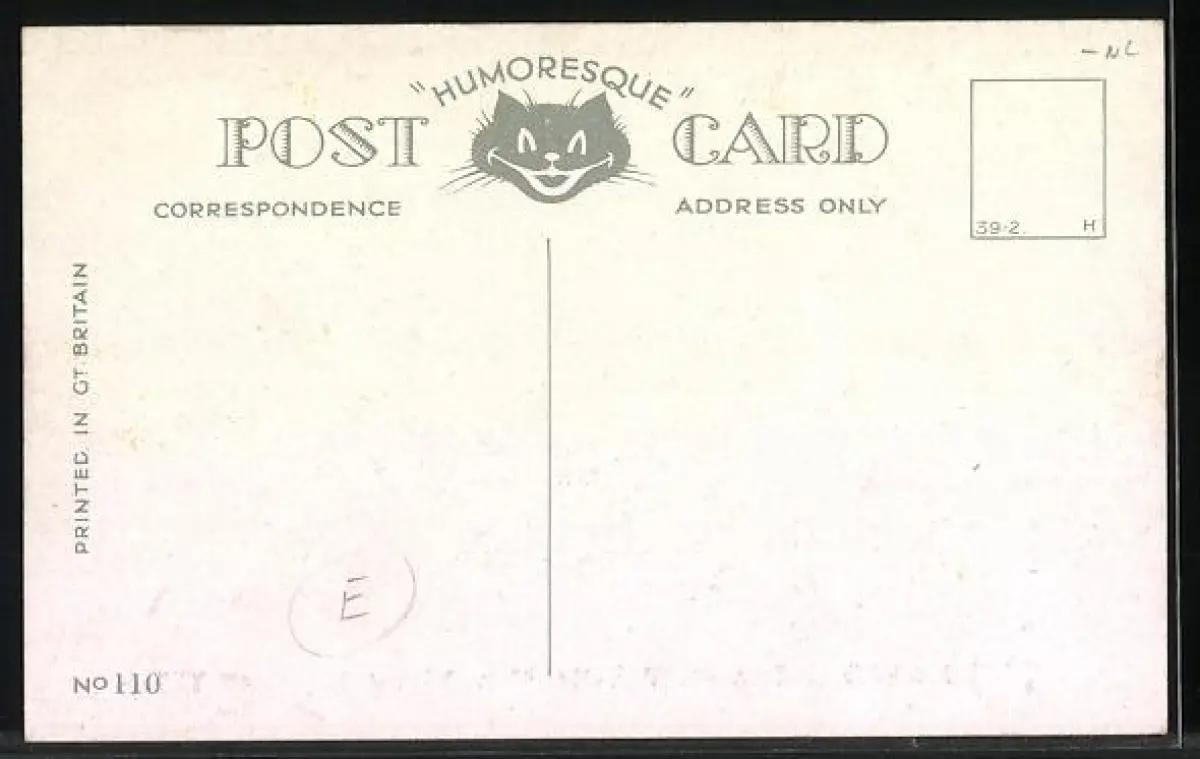 - NL
"HUMORESQUE"
POST CARD
CORRESPONDENCE
ADDRESS ONLY
39-2. H
PRINTED IN GT BRITAIN
E
No 110